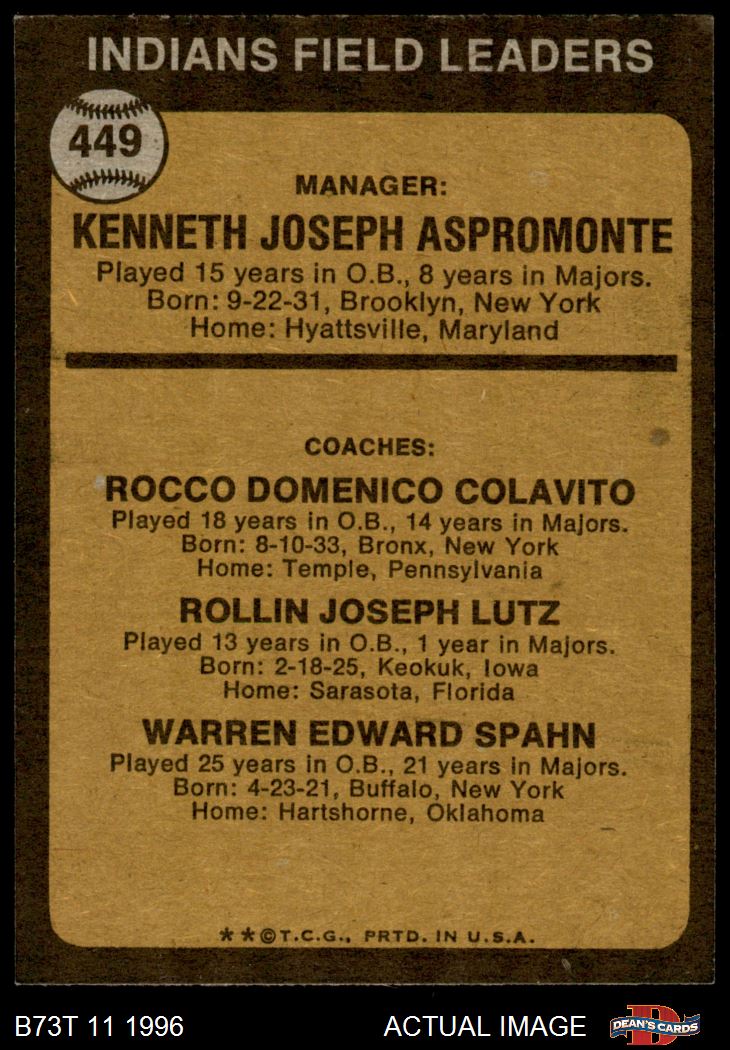 INDIANS FIELD LEADERS
449
MANAGER:
KENNETH JOSEPH ASPROMONTE
Played 15 years in O.B., 8 years in Majors.
Born: 9-22-31, Brooklyn, New York
Home: Hyattsville, Maryland
COACHES:
ROCCO DOMENICO COLAVITO
Played 18 years in O.B., 14 years in Majors.
Born: 8-10-33, Bronx, New York
Home: Temple, Pennsylvania
ROLLIN JOSEPH LUTZ
Played 13 years in O.B., 1 year in Majors.
Born: 2-18-25, Keokuk, Iowa
Home: Sarasota, Florida
WARREN EDWARD SPAHN
Played 25 years in O.B., 21 years in Majors.
Born: 4-23-21, Buffalo, New York
Home: Hartshorne, Oklahoma
**©T.C.G., PRTD. IN U.S.A.
B73T 11 1996 ACTUAL IMAGE D DEAN'S CARDS